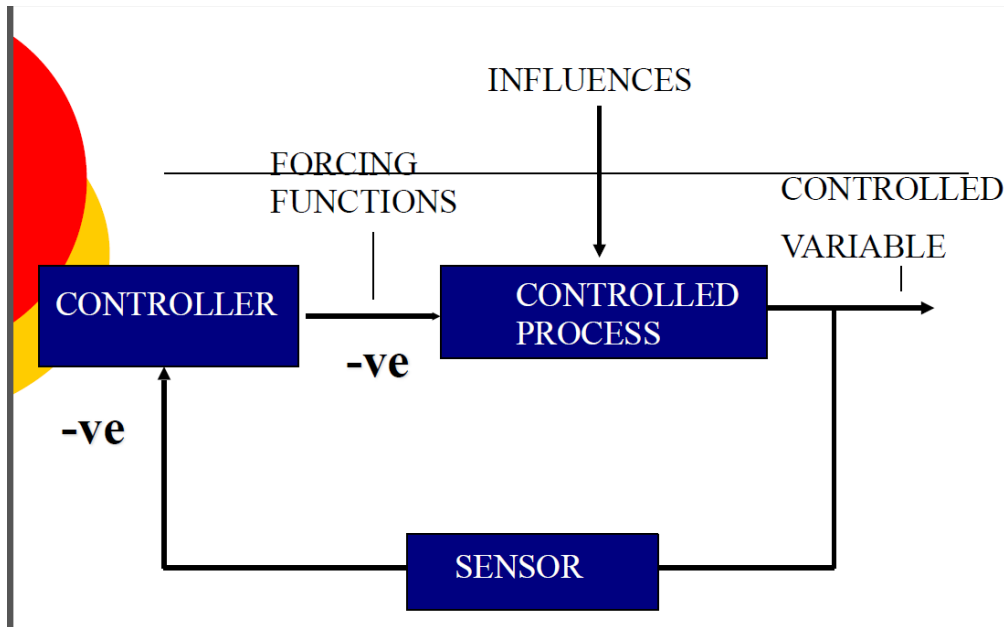 INFLUENCES
FORCING
FUNCTIONS
CONTROLLED
VARIABLE
CONTROLLER
CONTROLLED
PROCESS
-ve
-ve
SENSOR